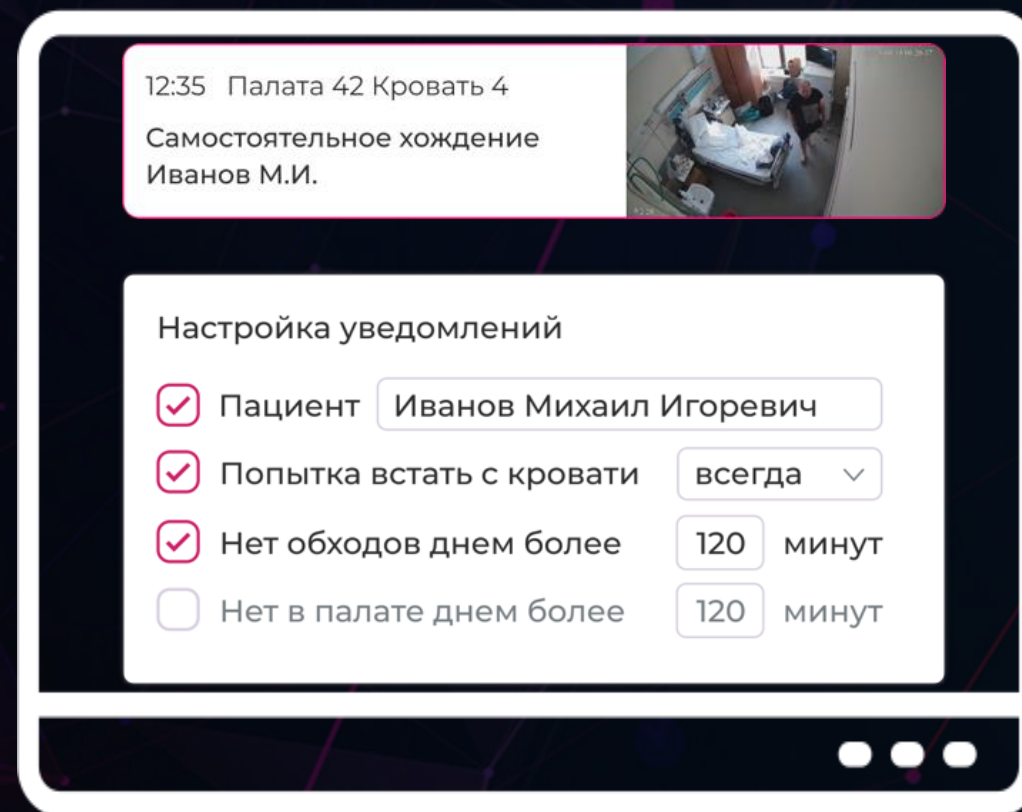 12:35 Палата 42 Кровать 4
Самостоятельное хождение
Иванов М.И.
Настройка уведомлений
Пациент Иванов Михаил Игоревич
Попытка встать с кровати всегда
Нет обходов днем более 120 минут
Нет в палате днем более 120 минут